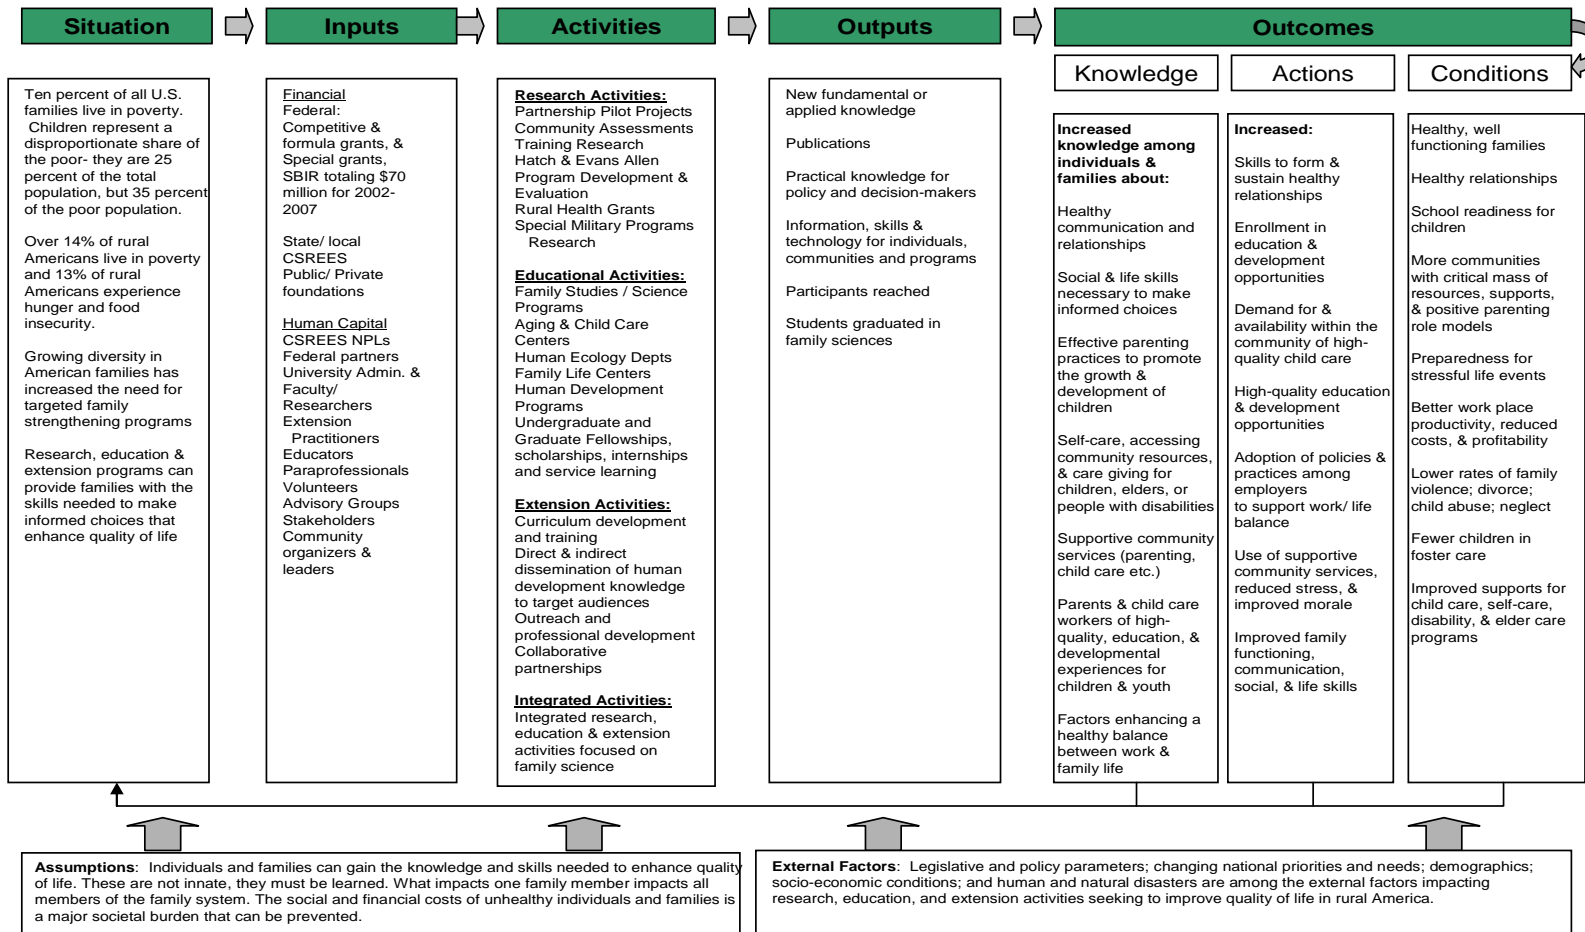 Situation
Inputs
Activities
Outputs
Outcomes
Knowledge
Actions
Conditions
Ten percent of all U.S.
families live in poverty.
Children represent a
disproportionate share of
the poor- they are 25
percent of the total
population, but 35 percent
of the poor population.
Over 14% of rural
Americans live in poverty
and 13% of rural
Americans experience
hunger and food
insecurity.
Growing diversity in
American families has
increased the need for
targeted family
strengthening programs
Research, education &
extension programs can
provide families with the
skills needed to make
informed choices that
enhance quality of life
Financial
Federal:
Competitive &
formula grants, &
Special grants,
SBIR totaling $70
million for 2002-
2007
State/ local
CSREES
Public/ Private
foundations
Human Capital
CSREES NPLs
Federal partners
University Admin. &
Faculty/
Researchers
Extension
Practitioners
Educators
Paraprofessionals
Volunteers
Advisory Groups
Stakeholders
Community
organizers &
leaders
Research Activities:
Partnership Pilot Projects
Community Assessments
Training Research
Hatch & Evans Allen
Program Development &
Evaluation
Rural Health Grants
Special Military Programs
Research
Educational Activities:
Family Studies / Science
Programs
Aging & Child Care
Centers
Human Ecology Depts
Family Life Centers
Human Development
Programs
Undergraduate and
Graduate Fellowships,
scholarships, internships
and service learning
Extension Activities:
Curriculum development
and training
Direct & indirect
dissemination of human
development knowledge
to target audiences
Outreach and
professional development
Collaborative
partnerships
Integrated Activities:
Integrated research,
education & extension
activities focused on
family science
New fundamental or
applied knowledge
Publications
Practical knowledge for
policy and decision-makers
Information, skills &
technology for individuals,
communities and programs
Participants reached
Students graduated in
family sciences
Increased
knowledge among
individuals &
families about:
Healthy
communication and
relationships
Social & life skills
necessary to make
informed choices
Effective parenting
practices to promote
the growth &
development of
children
Self-care, accessing
community resources,
& care giving for
children, elders, or
people with disabilities
Supportive community
services (parenting,
child care etc.)
Parents & child care
workers of high-
quality, education, &
developmental
experiences for
children & youth
Factors enhancing a
healthy balance
between work &
family life
Increased:
Skills to form &
sustain healthy
relationships
Enrollment in
education &
development
opportunities
Demand for &
availability within the
community of high-
quality child care
High-quality education
& development
opportunities
Adoption of policies &
practices among
employers
to support work/ life
balance
Use of supportive
community services,
reduced stress, &
improved morale
Improved family
functioning,
communication,
social, & life skills
Healthy, well
functioning families
Healthy relationships
School readiness for
children
More communities
with critical mass of
resources, supports,
& positive parenting
role models
Preparedness for
stressful life events
Better work place
productivity, reduced
costs, & profitability
Lower rates of family
violence; divorce;
child abuse; neglect
Fewer children in
foster care
Improved supports for
child care, self-care,
disability, & elder care
programs
Assumptions: Individuals and families can gain the knowledge and skills needed to enhance quality
of life. These are not innate, they must be learned. What impacts one family member impacts all
members of the family system. The social and financial costs of unhealthy individuals and families is
a major societal burden that can be prevented.
External Factors: Legislative and policy parameters; changing national priorities and needs; demographics;
socio-economic conditions; and human and natural disasters are among the external factors impacting
research, education, and extension activities seeking to improve quality of life in rural America.